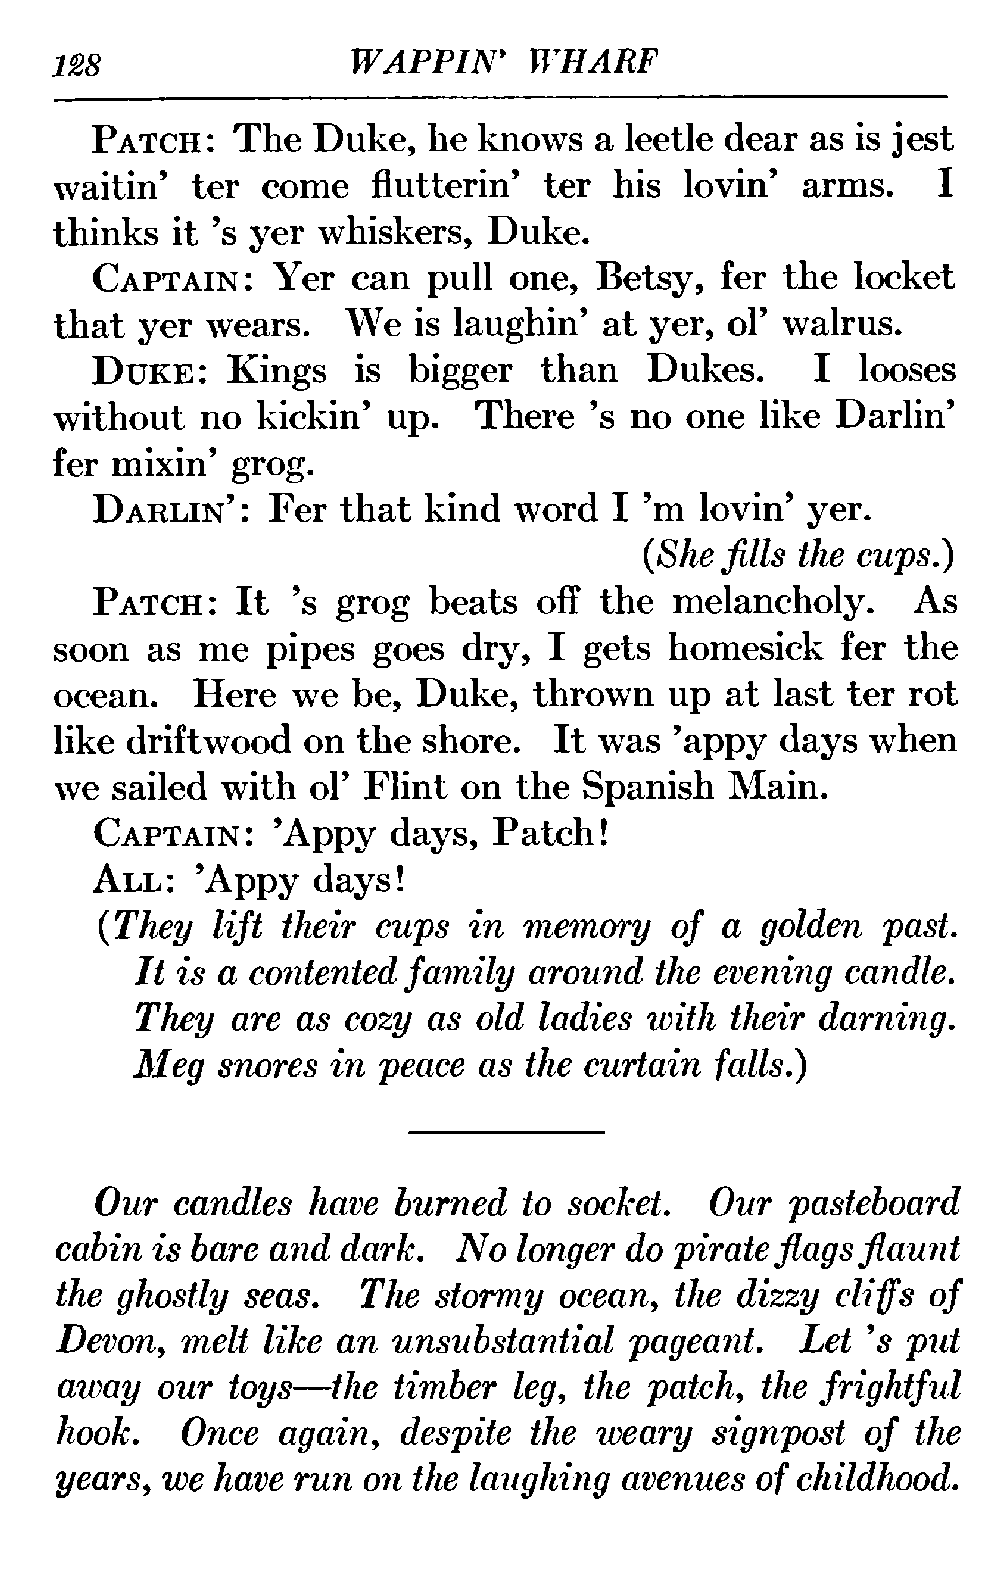 128 WAPPIN’ WHARF
PATCH: The Duke, he knows a leetle dear as is jest
waitin’ ter come flutterin’ ter his lovin’ arms. I
thinks it ’s yer whiskers, Duke.
CAPTAIN: Yer can pull one, Betsy, fer the locket
that yer wears. We is laughin’ at yer, ol’ walrus.
DUKE: Kings is bigger than Dukes. I looses
without no kickin’ up. There ’s no one like Darlin’
fer mixin’ grog.
DARLIN’: Fer that kind word I ’m lovin’ yer.
(She fills the cups.)
PATCH: It ’s grog beats off the melancholy. As
soon as me pipes goes dry, I gets homesick fer the
ocean. Here we be, Duke, thrown up at last ter rot
like driftwood on the shore. It was ’appy days when
we sailed with ol’ Flint on the Spanish Main.
CAPTAIN: ’Appy days, Patch!
ALL: ’Appy days!
(They lift their cups in memory of a golden past.
It is a contented family around the evening candle.
They are as cozy as old ladies with their darning.
Meg snores in peace as the curtain falls.)
Our candles have burned to socket. Our pasteboard
cabin is bare and dark. No longer do pirate flags flaunt
the ghostly seas. The stormy ocean, the dizzy cliffs of
Devon, melt like an unsubstantial pageant. Let ’s put
away our toys—the timber leg, the patch, the frightful
hook. Once again, despite the weary signpost of the
years, we have run on the laughing avenues of childhood.